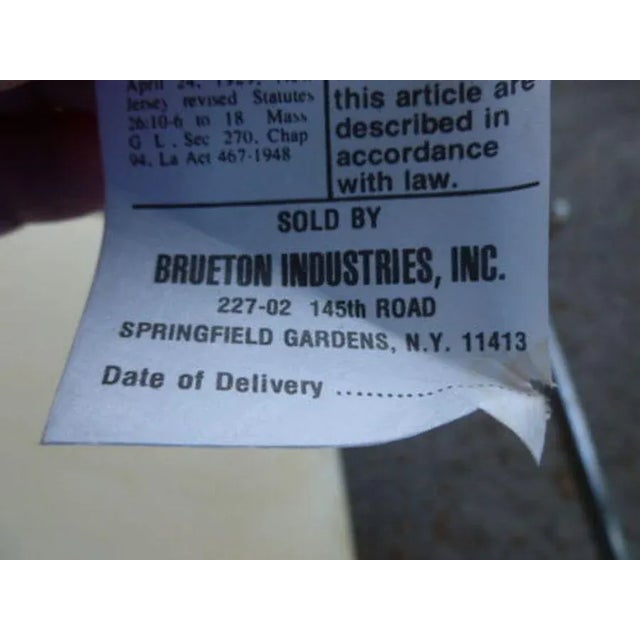 April 24,
Jersey revised Statutes
26:10-6 to 18 Mass
G L. Sec 270, Chap
94, La Act 467-1948
this article are
described in
accordance
with law.
SOLD BY
BRUETON INDUSTRIES, INC.
227-02 145th ROAD
SPRINGFIELD GARDENS, N.Y. 11413
Date of Delivery ....................